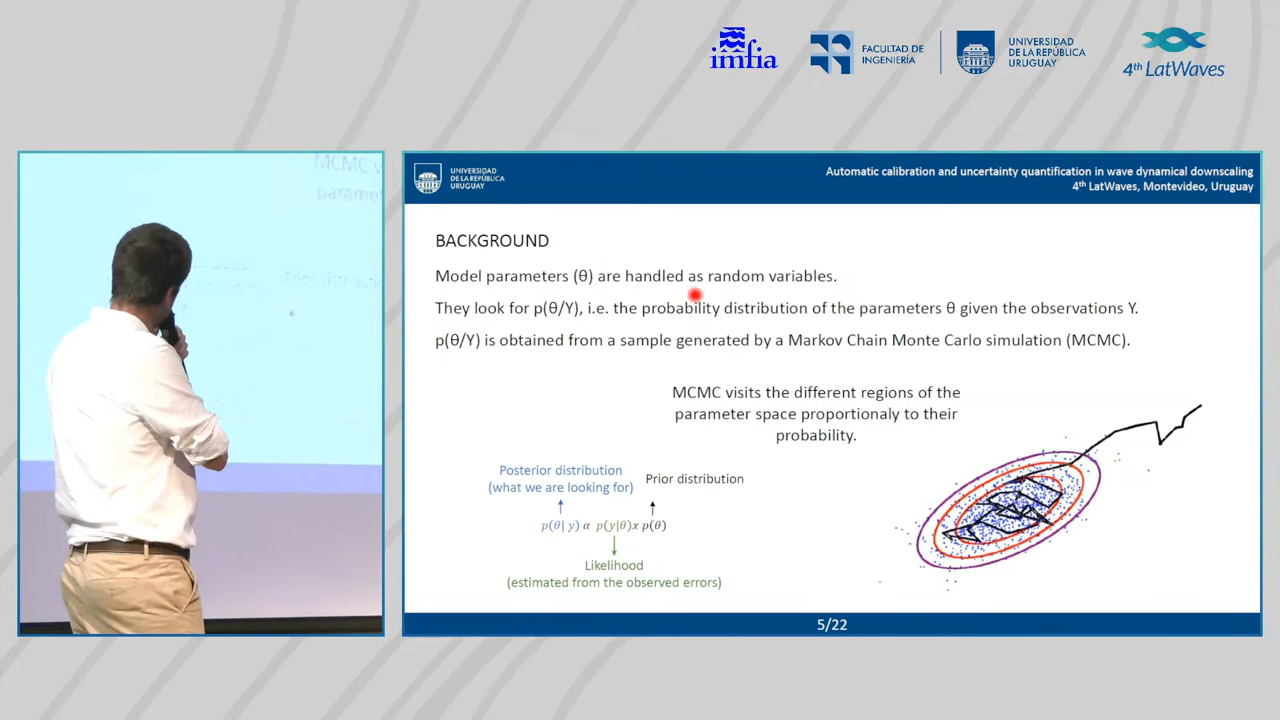 imfia
FACULTAD DE
INGENIERÍA
UNIVERSIDAD
DE LA REPÚBLICA
URUGUAY
4th LatWaves
MCMC v
parame
Prior distributi
UNIVERSIDAD
DE LA REPÚBLICA
URUGUAY
Automatic calibration and uncertainty quantification in wave dynamical downscaling
4th LatWaves, Montevideo, Uruguay
BACKGROUND
Model parameters (θ) are handled as random variables.
They look for p(θ/Y), i.e. the probability distribution of the parameters θ given the observations Y.
p(θ/Y) is obtained from a sample generated by a Markov Chain Monte Carlo simulation (MCMC).
MCMC visits the different regions of the
parameter space proportionaly to their
probability.
Posterior distribution
(what we are looking for)
Prior distribution
p(θ| y) α p(y|θ)x p(θ)
Likelihood
(estimated from the observed errors)
5/22